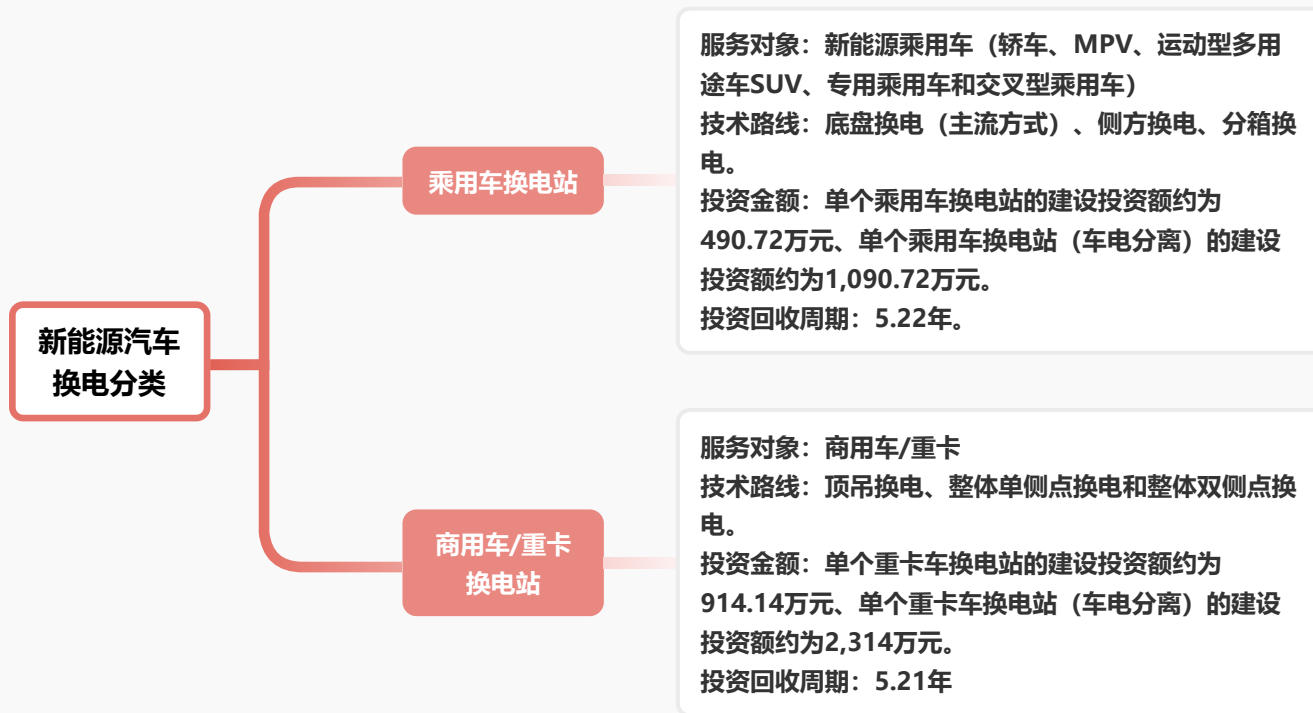 新能源汽车
换电分类
乘用车换电站
服务对象：新能源乘用车（轿车、MPV、运动型多用
途车SUV、专用乘用车和交叉型乘用车）
技术路线：底盘换电（主流方式）、侧方换电、分箱换
电。
投资金额：单个乘用车换电站的建设投资额约为
490.72万元、单个乘用车换电站（车电分离）的建设
投资额约为1,090.72万元。
投资回收周期：5.22年。
商用车/重卡
换电站
服务对象：商用车/重卡
技术路线：顶吊换电、整体单侧点换电和整体双侧点换
电。
投资金额：单个重卡车换电站的建设投资额约为
914.14万元、单个重卡车换电站（车电分离）的建设
投资额约为2,314万元。
投资回收周期：5.21年